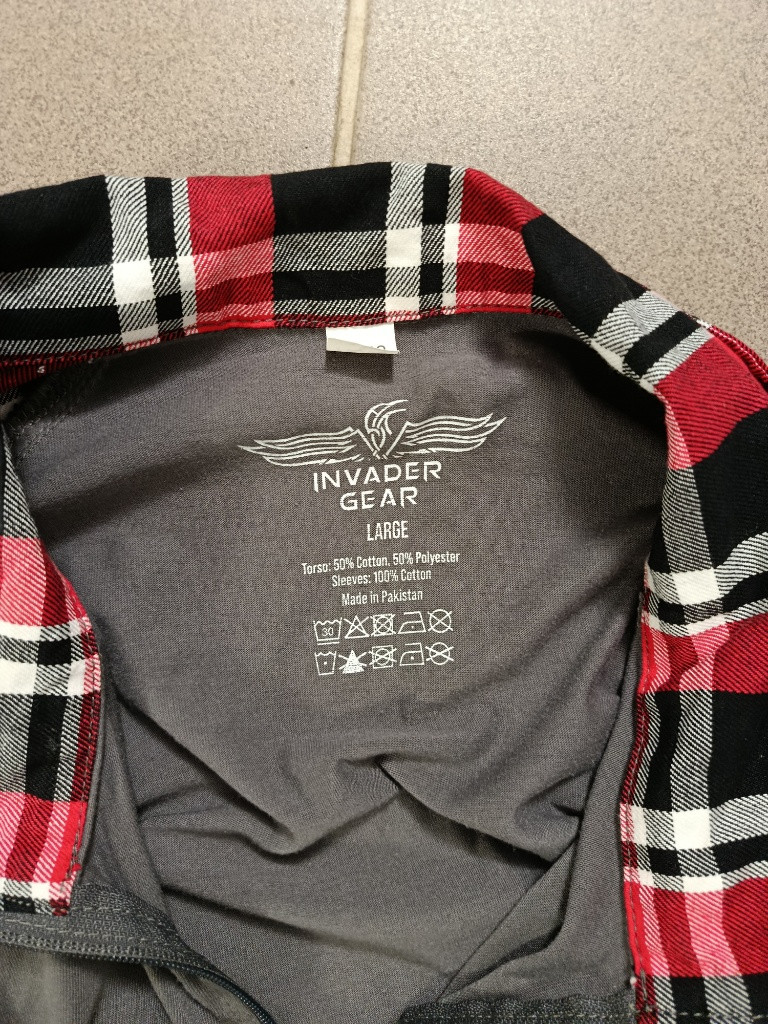 INVADER
GEAR
LARGE
Torso: 50% Cotton, 50% Polyester
Sleeves: 100% Cotton
Made in Pakistan
30